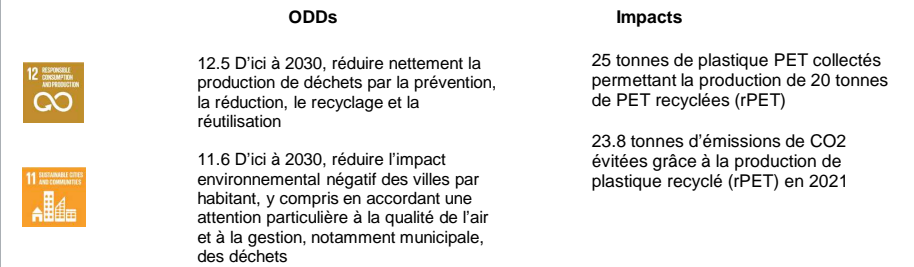 ODDs
Impacts
12 RESPONSIBLE
CONSUMPTION
AND PRODUCTION
12.5 D’ici à 2030, réduire nettement la
production de déchets par la prévention,
la réduction, le recyclage et la
réutilisation
25 tonnes de plastique PET collectés
permettant la production de 20 tonnes
de PET recyclées (rPET)
23.8 tonnes d’émissions de CO2
évitées grâce à la production de
plastique recyclé (rPET) en 2021
11 SUSTAINABLE CITIES
AND COMMUNITIES
11.6 D’ici à 2030, réduire l’impact
environnemental négatif des villes par
habitant, y compris en accordant une
attention particulière à la qualité de l’air
et à la gestion, notamment municipale,
des déchets